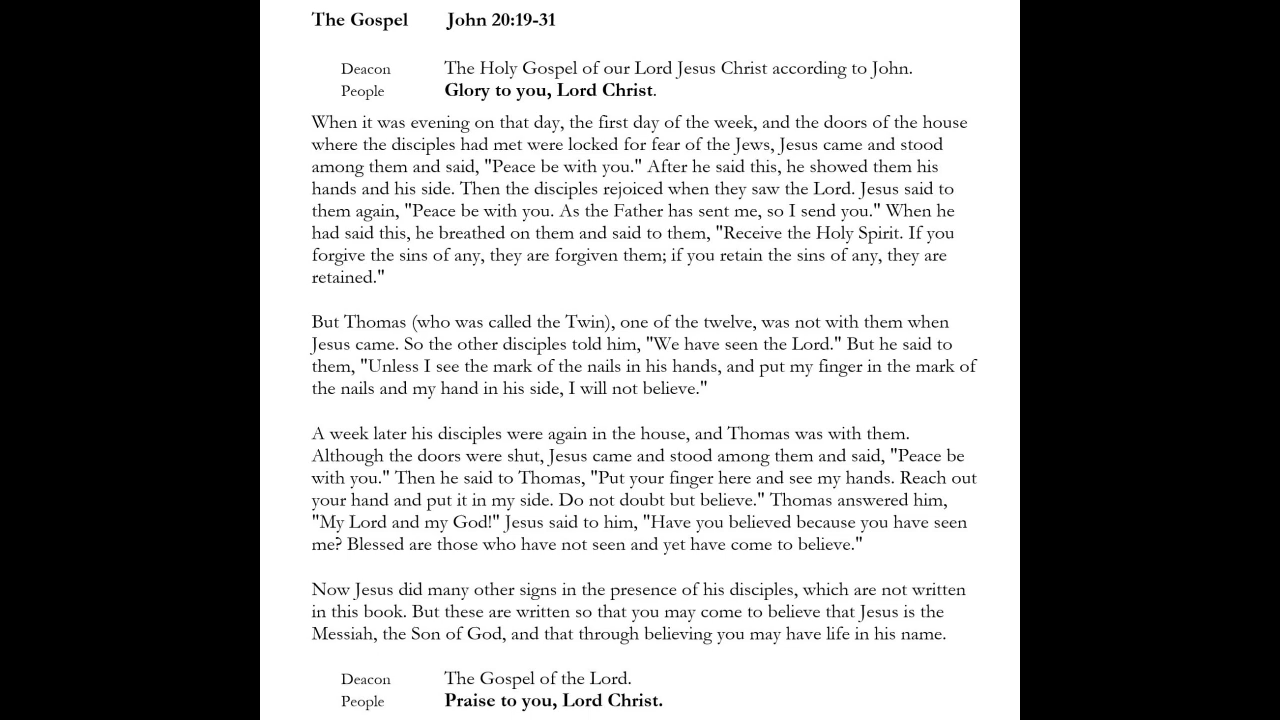 The Gospel John 20:19-31
Deacon The Holy Gospel of our Lord Jesus Christ according to John.
People Glory to you, Lord Christ.
When it was evening on that day, the first day of the week, and the doors of the house
where the disciples had met were locked for fear of the Jews, Jesus came and stood
among them and said, "Peace be with you." After he said this, he showed them his
hands and his side. Then the disciples rejoiced when they saw the Lord. Jesus said to
them again, "Peace be with you. As the Father has sent me, so I send you." When he
had said this, he breathed on them and said to them, "Receive the Holy Spirit. If you
forgive the sins of any, they are forgiven them; if you retain the sins of any, they are
retained."
But Thomas (who was called the Twin), one of the twelve, was not with them when
Jesus came. So the other disciples told him, "We have seen the Lord." But he said to
them, "Unless I see the mark of the nails in his hands, and put my finger in the mark of
the nails and my hand in his side, I will not believe."
A week later his disciples were again in the house, and Thomas was with them.
Although the doors were shut, Jesus came and stood among them and said, "Peace be
with you." Then he said to Thomas, "Put your finger here and see my hands. Reach out
your hand and put it in my side. Do not doubt but believe." Thomas answered him,
"My Lord and my God!" Jesus said to him, "Have you believed because you have seen
me? Blessed are those who have not seen and yet have come to believe."
Now Jesus did many other signs in the presence of his disciples, which are not written
in this book. But these are written so that you may come to believe that Jesus is the
Messiah, the Son of God, and that through believing you may have life in his name.
Deacon The Gospel of the Lord.
People Praise to you, Lord Christ.